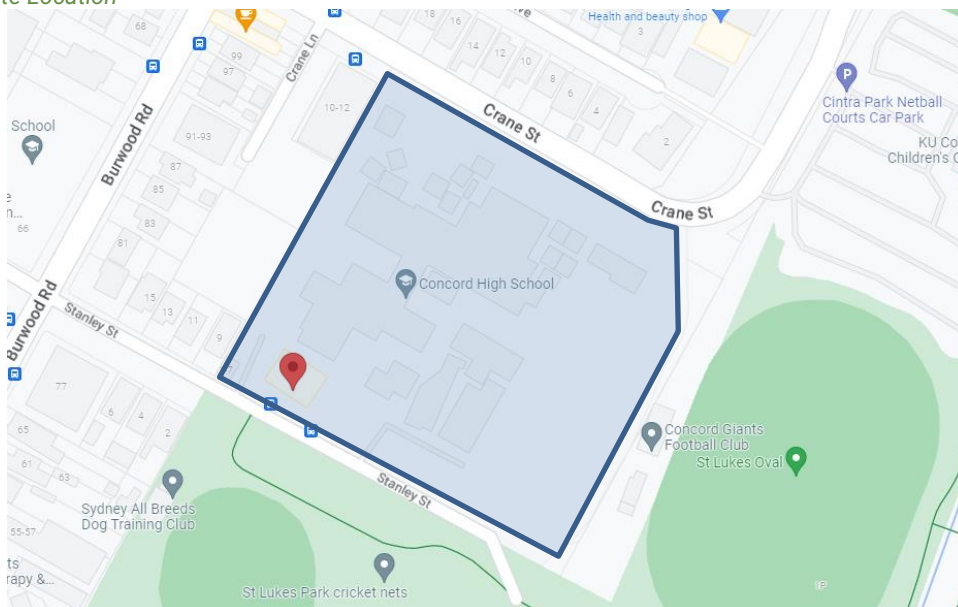 te Location
Health and beauty shop
68
99
97
Crane Ln
18
16
14
12
10
8
6
4
2
3
10-12
Crane St
P
Cintra Park Netball
Courts Car Park
KU Co
Children's C
School
Burwood Rd
91-93
87
85
83
81
66
Crane St
Concord High School
15
13
11
9
Stanley St
Burwood Rd
77
6
4
2
65
61
63
55-57
Concord Giants
Football Club
St Lukes Oval
Stanley St
Sydney All Breeds
Dog Training Club
ts
rapy &...
St Lukes Park cricket nets